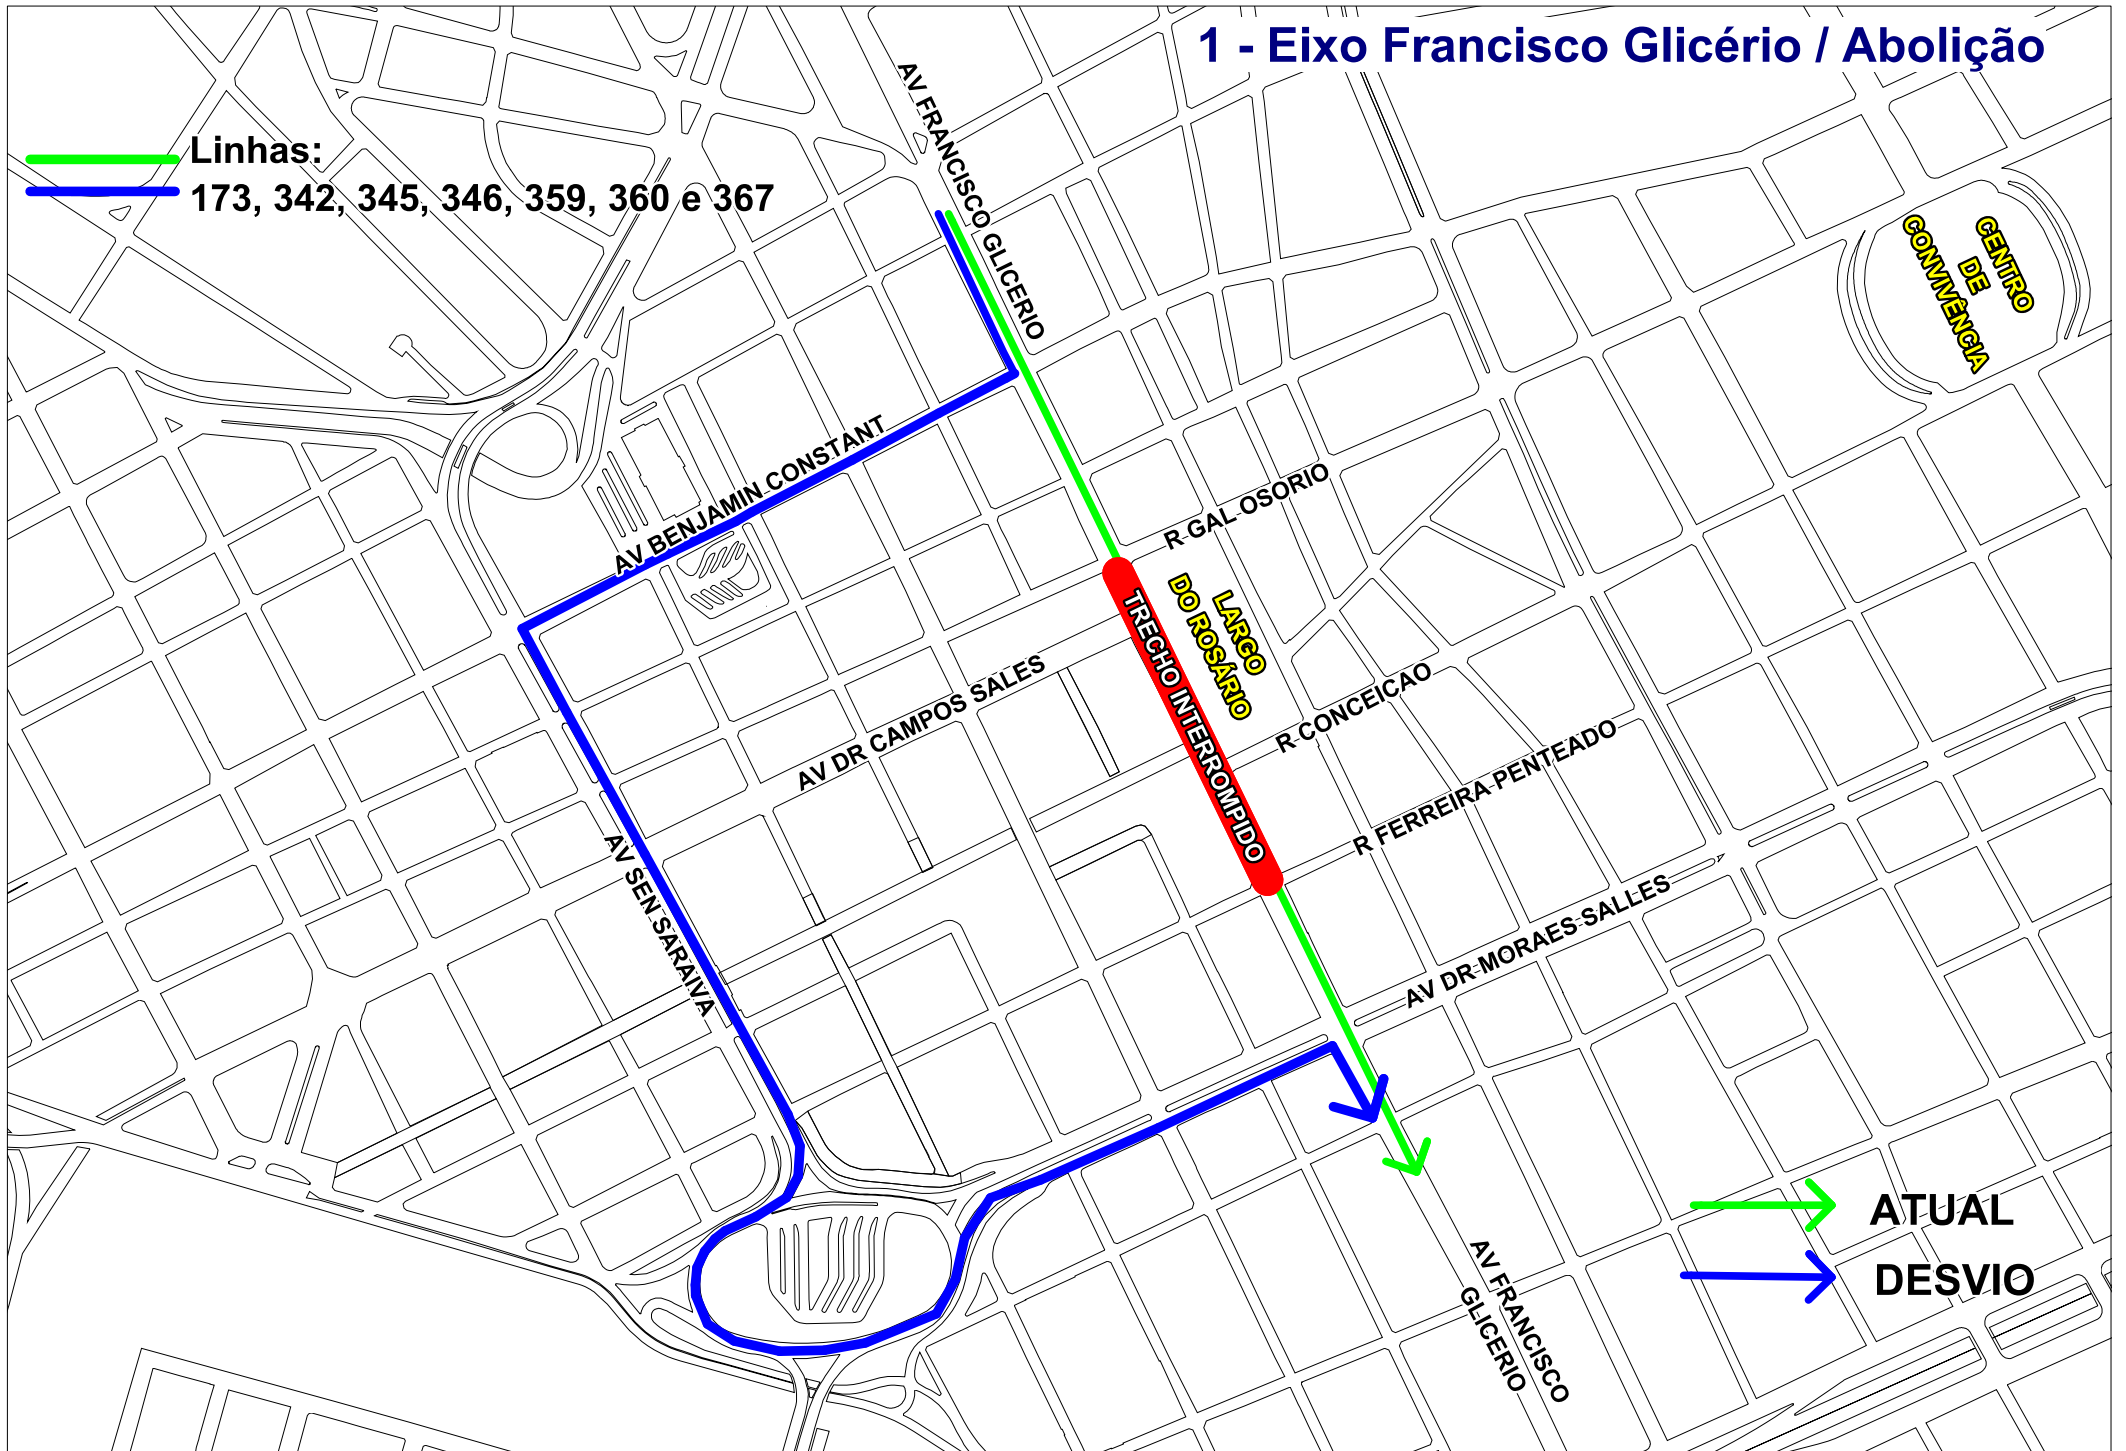 1 - Eixo Francisco Glicério / Abolição
Linhas:
173, 342, 345, 346, 359, 360 e 367
AV FRANCISCO GLICERIO
CENTRO
DE
CONVIVÊNCIA
AV BENJAMIN CONSTANT
R GAL OSORIO
LARGO
DO ROSÁRIO
TRECHO INTERROMPIDO
AV DR CAMPOS SALES
R CONCEICAO
R FERREIRA PENTEADO
AV SEN SARAIVA
AV DR MORAES SALLES
ATUAL
DESVIO
AV FRANCISCO
GLICERIO